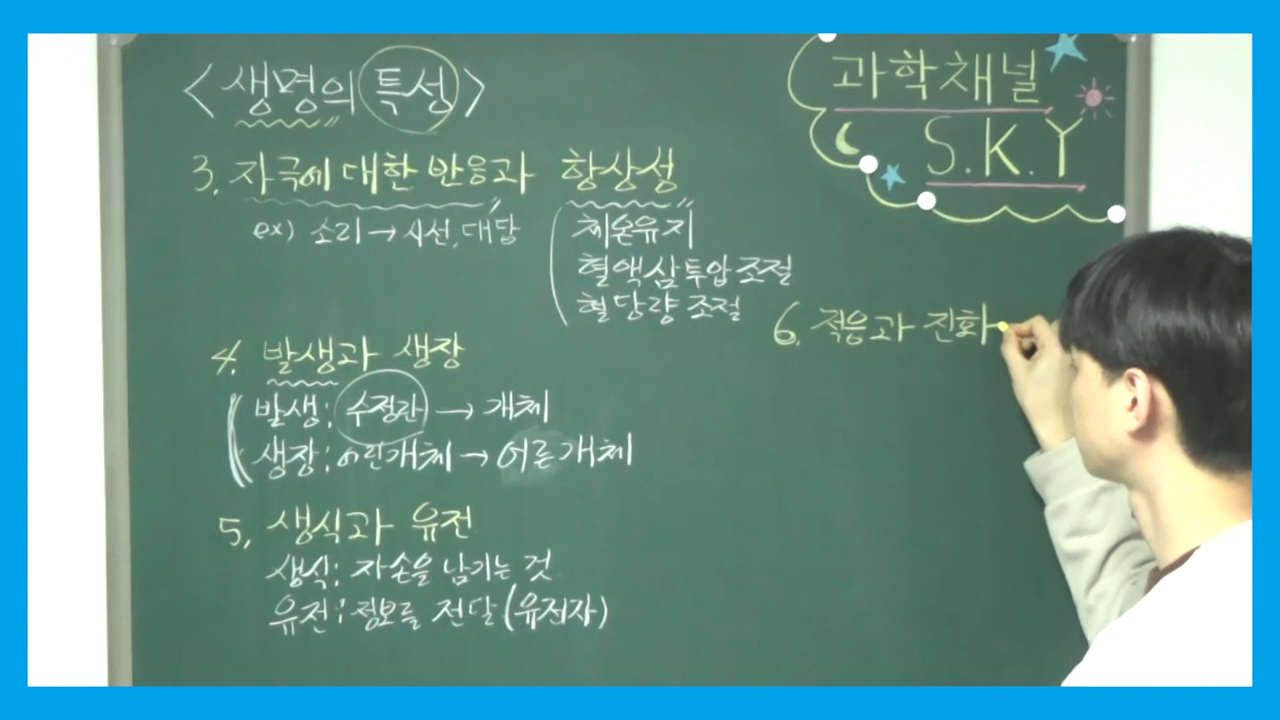 <생명의 특성>
3. 자극에 대한 반응과 항상성
ex) 소리→시선, 대답
체온유지
혈액삼투압 조절
혈당량 조절
4. 발생과 생장
발생: 수정란 → 개체
생장: 어린개체 → 어른개체
5. 생식과 유전
생식: 자손을 남기는 것
유전: 정보를 전달 (유전자)
과학채널
S.K.Y
6. 적응과 진화